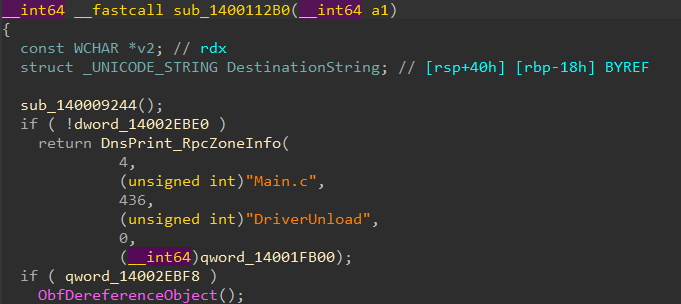 __int64 __fastcall sub_1400112B0(__int64 a1)
{
const WCHAR *v2; // rdx
struct _UNICODE_STRING DestinationString; // [rsp+40h] [rbp-18h] BYREF
sub_140009244();
if ( !dword_14002EBE0 )
return DnsPrint_RpcZoneInfo(
4,
(unsigned int)"Main.c",
436,
(unsigned int)"DriverUnload",
0,
(__int64)qword_14001FB00);
if ( qword_14002EBF8 )
ObfDereferenceObject();